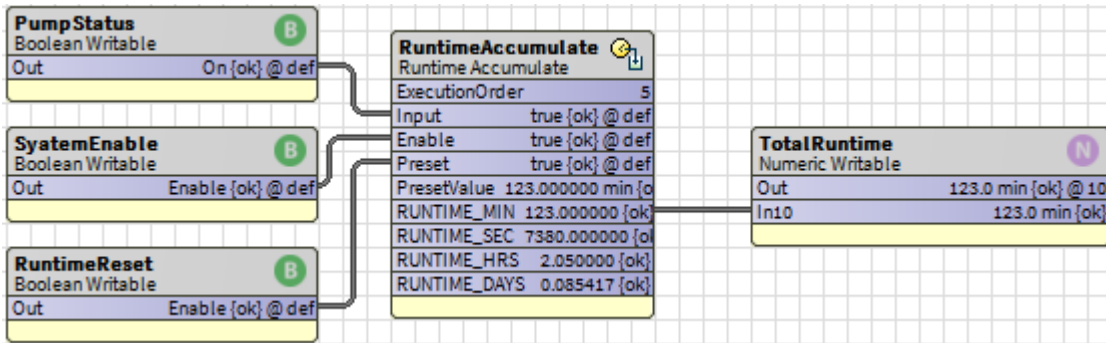 PumpStatus
Boolean Writable
B
Out On {ok} @ def
SyatemEnable
Boolean Writable
B
Out Enable {ok} @ def
RuntimeReset
Boolean Writable
B
Out Enable {ok} @ def
RuntimeAccumulate
Runtime Accumulate
ExecutionOrder 5
Input true {ok} @ def
Enable true {ok} @ def
Preset true {ok} @ def
PresetValue 123.000000 min {o
RUNTIME_MIN 123.000000 {ok}
RUNTIME_SEC 7380.000000 {ol
RUNTIME_HRS 2.050000 {ok}
RUNTIME_DAYS 0.085417 {ok}
TotalRuntime
Numeric Writable
N
Out 123.0 min {ok} @ 10
In10 123.0 min {ok}